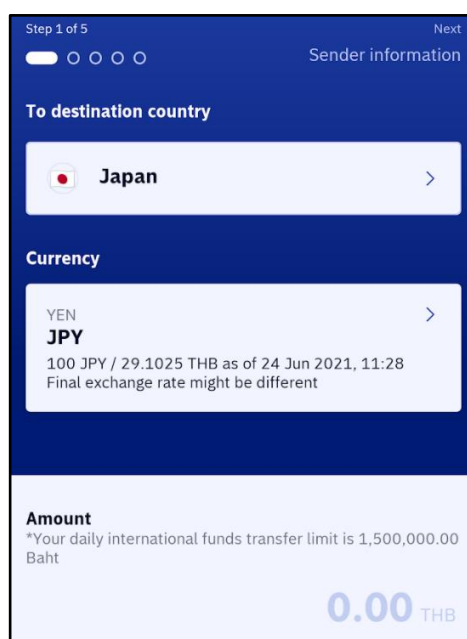 Step 1 of 5
Next
Sender information
To destination country
Japan
Currency
YEN
JPY
100 JPY / 29.1025 THB as of 24 Jun 2021, 11:28
Final exchange rate might be different
Amount
*Your daily international funds transfer limit is 1,500,000.00
Baht
0.00 THB